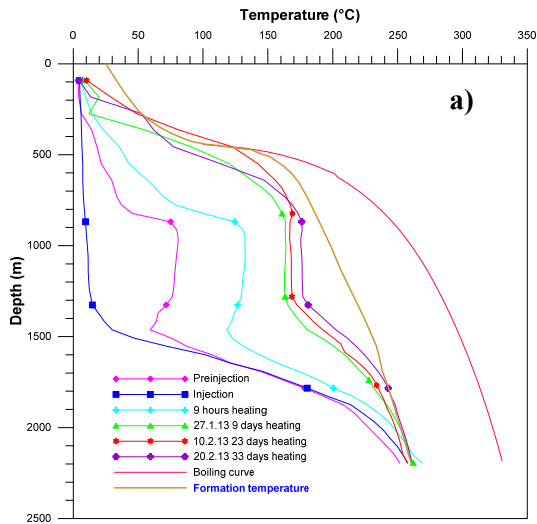 Temperature (°C)
0 50 100 150 200 250 300 350
a)
0
500
1000
1500
2000
2500
Depth (m)
Preinjection
Injection
9 hours heating
27.1.13 9 days heating
10.2.13 23 days heating
20.2.13 33 days heating
Boiling curve
Formation temperature